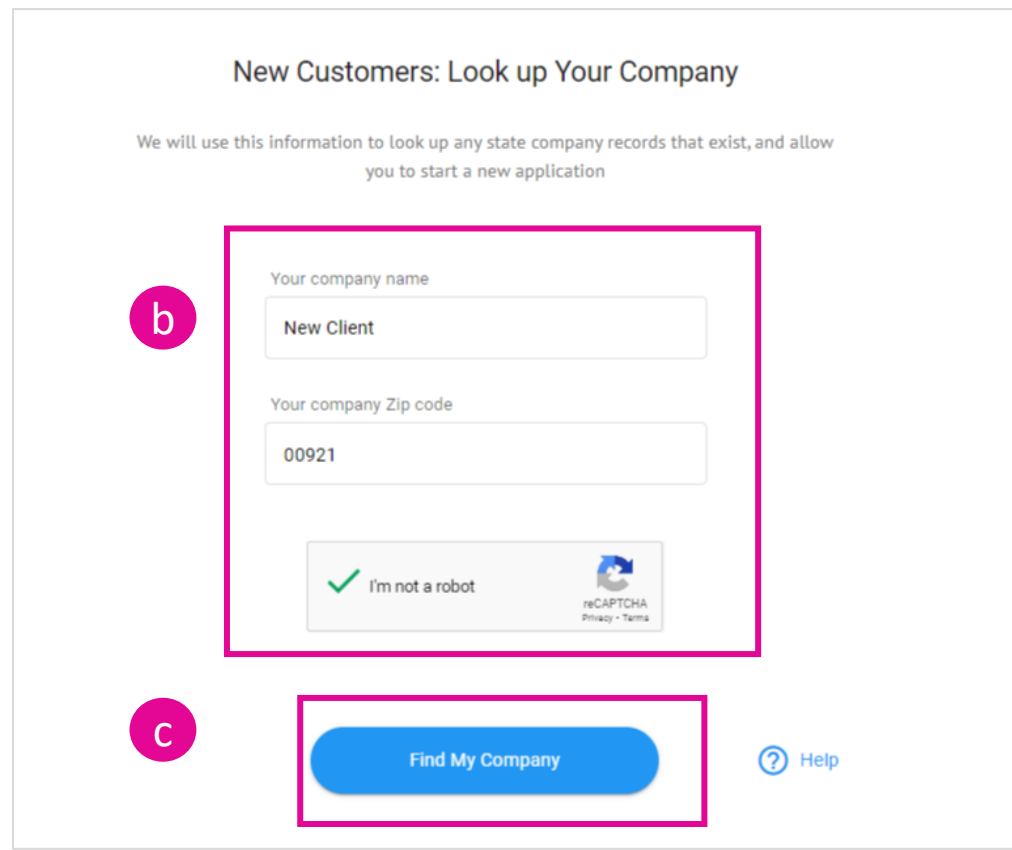 New Customers: Look up Your Company
We will use this information to look up any state company records that exist, and allow
you to start a new application
b
Your company name
New Client
Your company Zip code
00921
I'm not a robot
reCAPTCHA
Privacy - Terms
c
Find My Company
Help